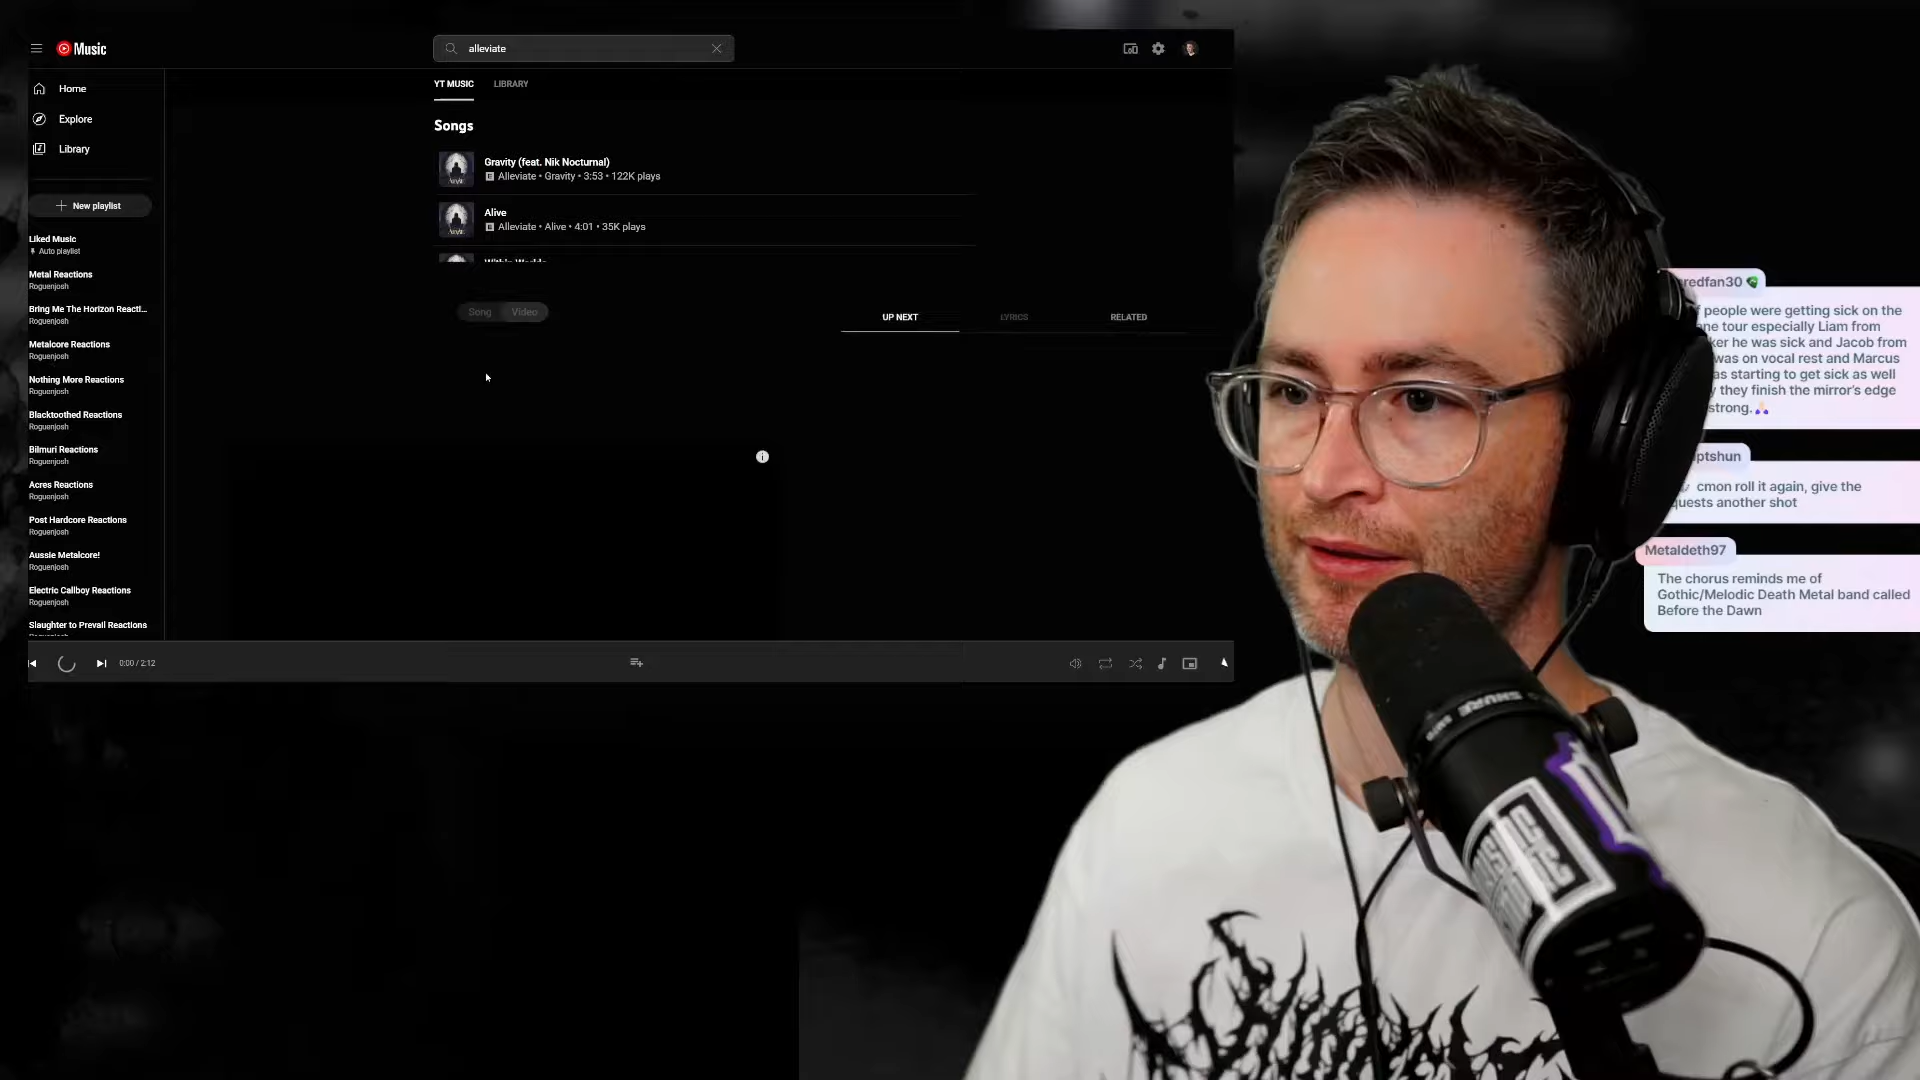 Music
alleviate
Home
Explore
Library
New playlist
Liked Music
Auto playlist
Metal Reactions
Roguenjosh
Bring Me The Horizon Reacti...
Roguenjosh
Metalcore Reactions
Roguenjosh
Nothing More Reactions
Roguenjosh
Blacktoothed Reactions
Roguenjosh
Bilmuri Reactions
Roguenjosh
Acres Reactions
Roguenjosh
Post Hardcore Reactions
Roguenjosh
Aussie Metalcore!
Roguenjosh
Electric Callboy Reactions
Roguenjosh
Slaughter to Prevail Reactions
YT MUSIC LIBRARY
Songs
Gravity (feat. Nik Nocturnal)
E Alleviate • Gravity • 3:53 • 122K plays
Alive
E Alleviate • Alive • 4:01 • 35K plays
Song Video
UP NEXT LYRICS RELATED
0:00 / 2:12
redfan30
people were getting sick on the
tour especially Liam from
he was sick and Jacob from
was on vocal rest and Marcus
starting to get sick as well
they finish the mirror's edge
strong.🙏
ptshun
cmon roll it again, give the
another shot
Metaldeth97
The chorus reminds me of
Gothic/Melodic Death Metal band called
Before the Dawn
SHURE